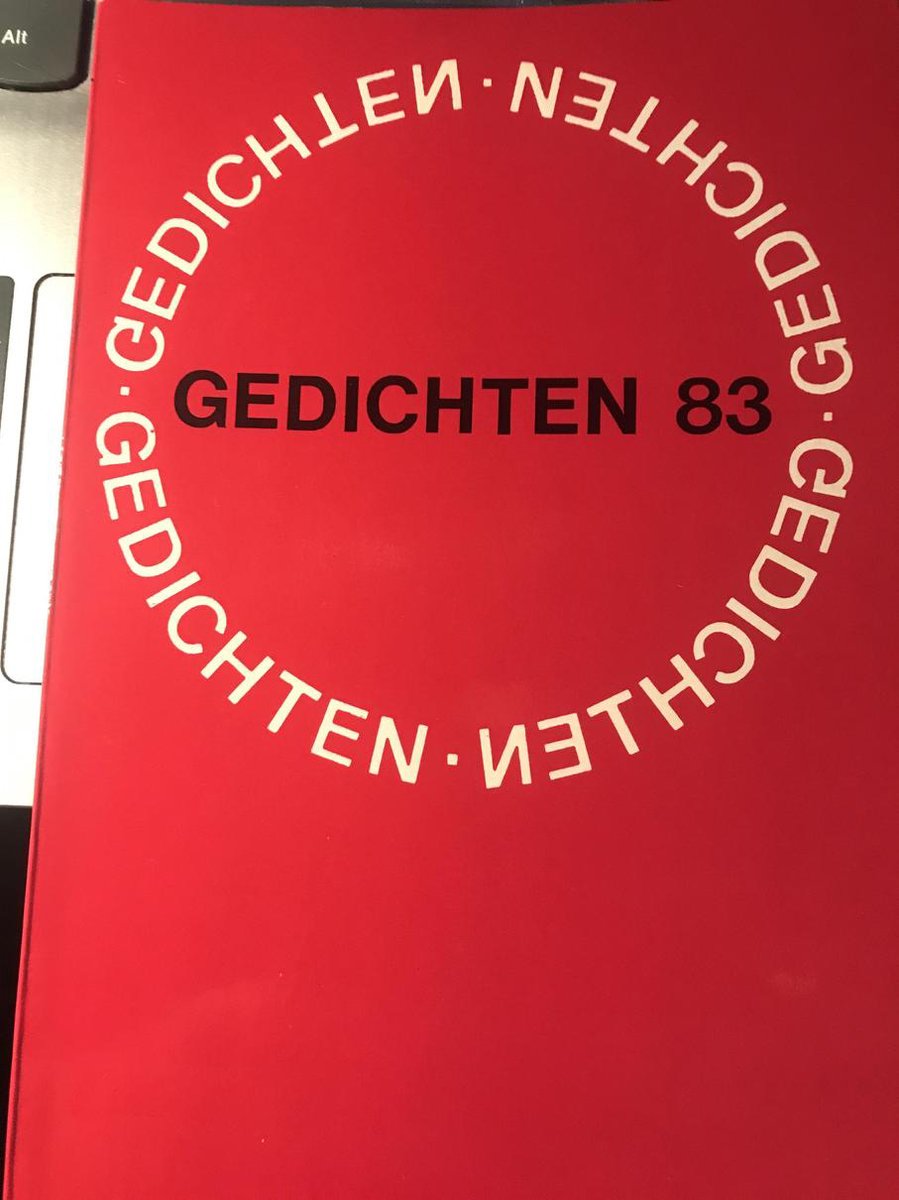 Alt
GEDICHTEN · GEDICHTEN · GEDICHTEN · GEDICHTEN ·
GEDICHTEN 83